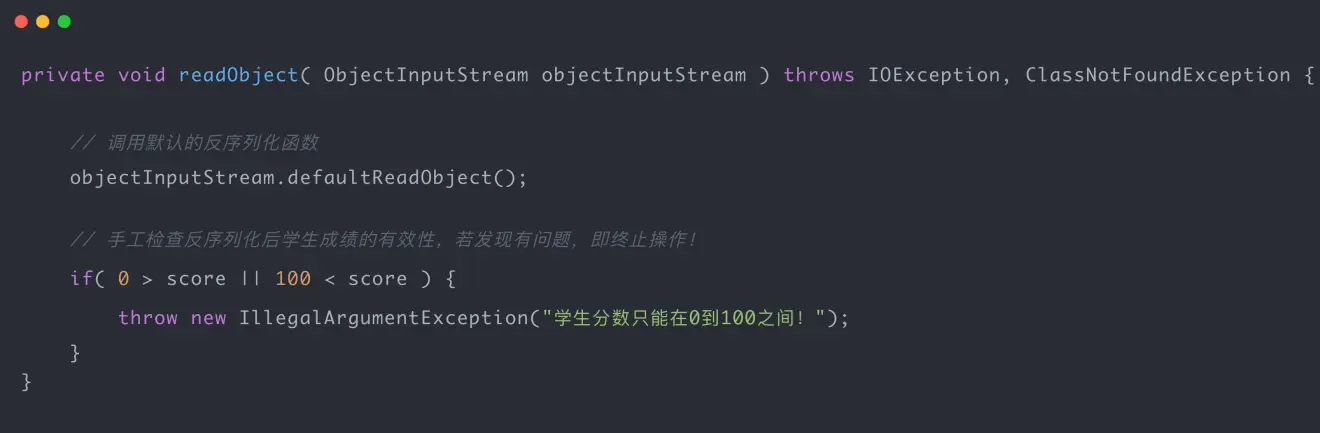 private void readObject( ObjectInputStream objectInputStream ) throws IOException, ClassNotFoundException {
// 调用默认的反序列化函数
objectInputStream.defaultReadObject();
// 手工检查反序列化后学生成绩的有效性，若发现有问题，即终止操作！
if( 0 > score || 100 < score ) {
throw new IllegalArgumentException("学生分数只能在0到100之间！");
}
}